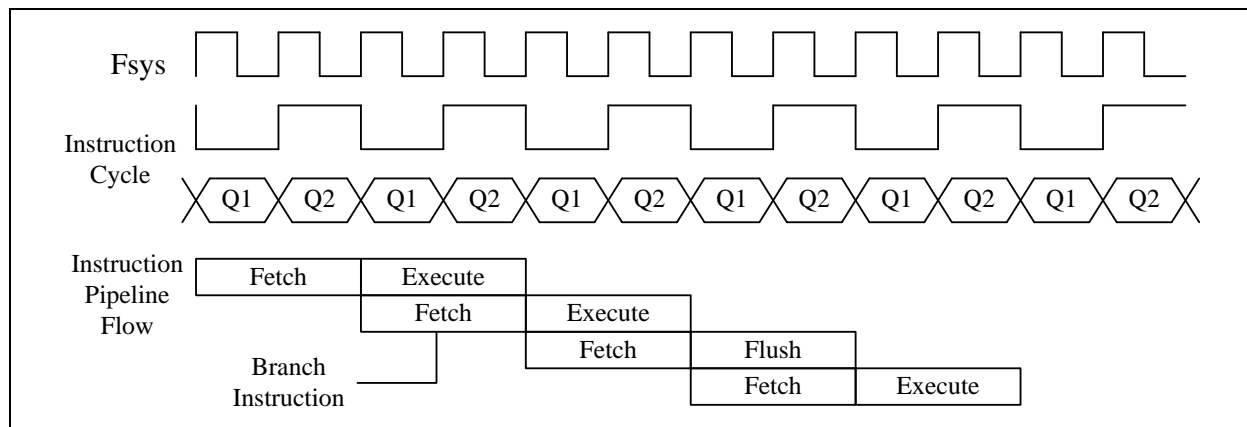 Fsys
Instruction
Cycle
Q1 Q2 Q1 Q2 Q1 Q2 Q1 Q2 Q1 Q2 Q1 Q2
Instruction
Pipeline
Flow
Fetch Execute
Fetch Execute
Fetch Flush
Fetch Execute
Branch
Instruction